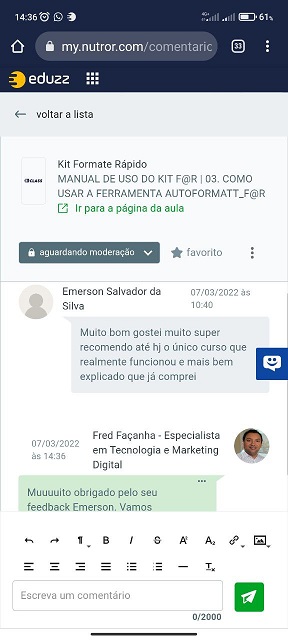 14:36
61%
my.nutror.com/comentaric
33
eduzz
voltar a lista
CLASS
Kit Formate Rápido
MANUAL DE USO DO KIT F@R | 03. COMO
USAR A FERRAMENTA AUTOFORMATT_F@R
Ir para a página da aula
aguardando moderação
favorito
Emerson Salvador da
Silva
07/03/2022 às
10:40
Muito bom gostei muito super
recomendo até hj o único curso que
realmente funcionou e mais bem
explicado que já comprei
07/03/2022
às 14:36
Fred Façanha - Especialista
em Tecnologia e Marketing
Digital
Muuuuito obrigado pelo seu
feedback Emerson. Vamos
B I S A² A₂
Escreva um comentário
0/2000